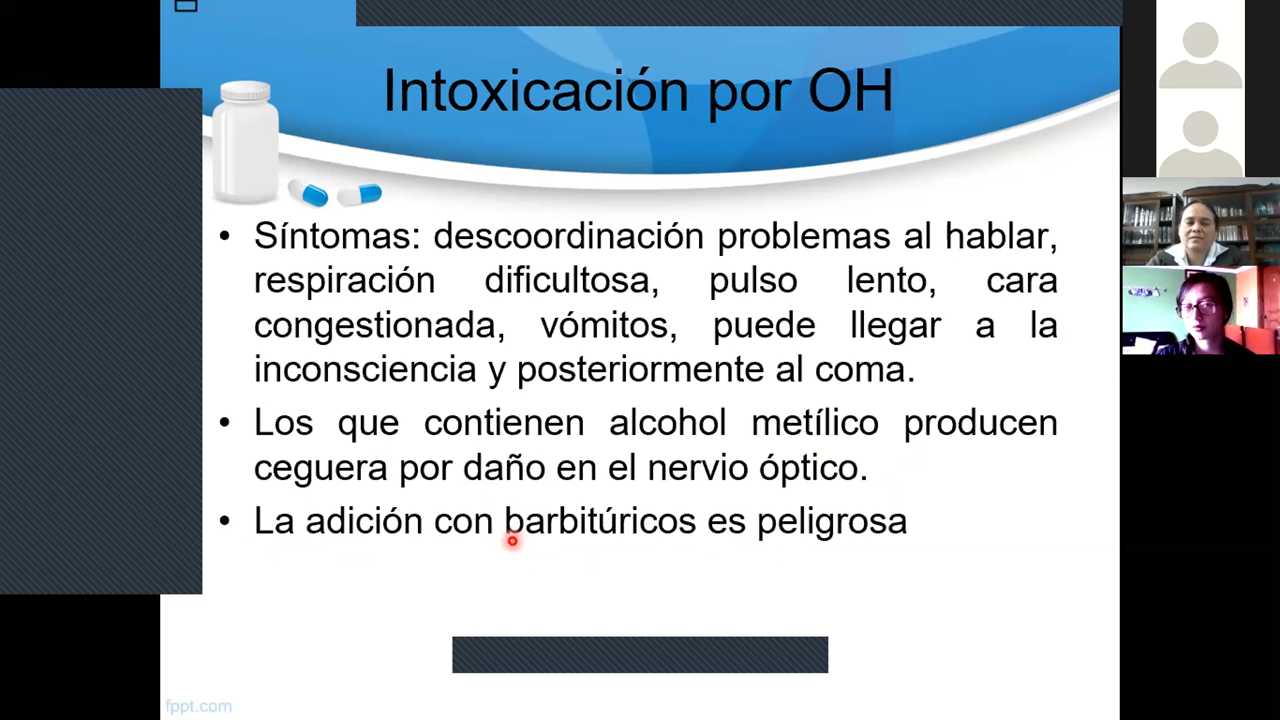 Intoxicación por OH
• Síntomas: descoordinación problemas al hablar,
respiración dificultosa, pulso lento, cara
congestionada, vómitos, puede llegar a la
inconsciencia y posteriormente al coma.
• Los que contienen alcohol metílico producen
ceguera por daño en el nervio óptico.
• La adición con barbitúricos es peligrosa
fppt.com